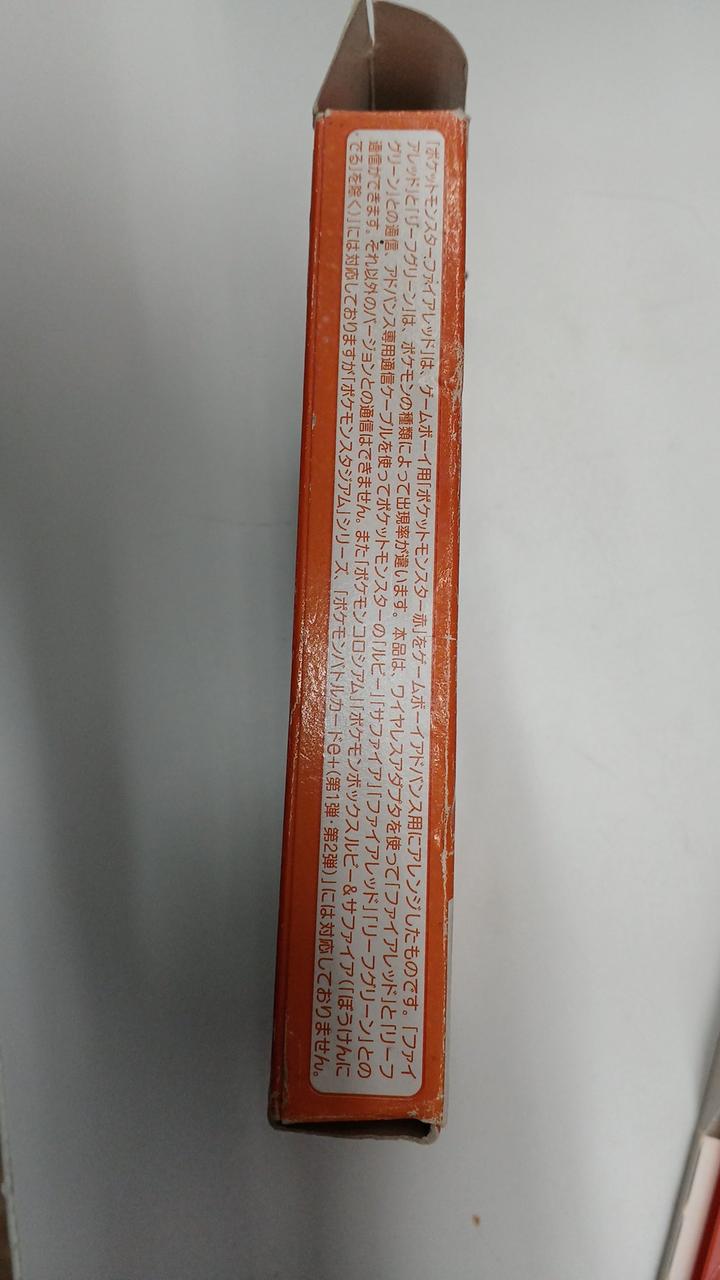 「ポケットモンスターファイアレッド」は、ゲームボーイ用「ポケットモンスター赤」をゲームボーイアドバンス用にアレンジしたものです。「ファイ
アレッド」と「リーフグリーン」は、ポケモンの種類によって出現率が違います。本品は、ワイヤレスアダプタを使って「ファイアレッド」と「リーフ
グリーン」との通信、アドバンス専用通信ケーブルを使ってポケットモンスターの「ルビー」「サファイア」「ファイアレッド」「リーフグリーン」との
通信ができます。それ以外のバージョンとの通信はできません。また「ポケモンコロシアム」「ポケモンボックスルビー&サファイア(「ぼうけんに
でる」を除く)」には対応しておりますが「ポケモンスタジアム」シリーズ、「ポケモンバトルカードe+(第1弾・第2弾)」には対応しておりません。